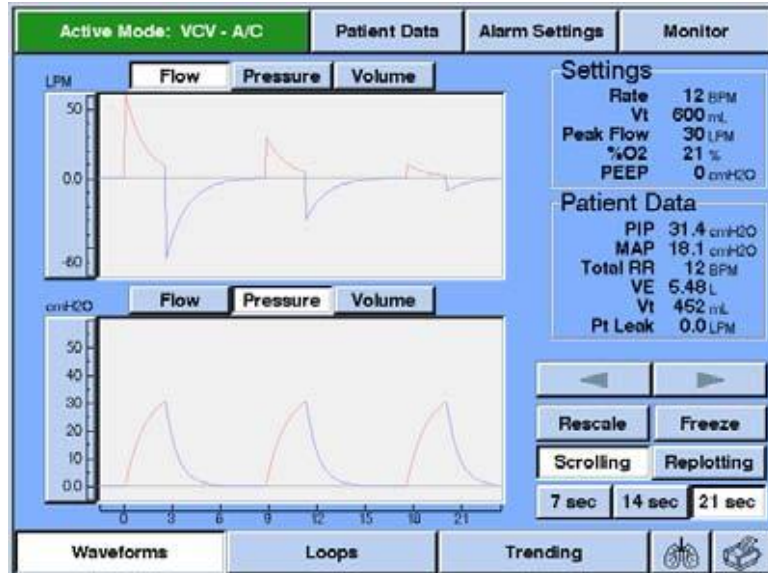 Active Mode: VCV - A/C
Patient Data
Alarm Settings
Monitor
LPM
Flow
Pressure
Volume
50
0.0
-60
cmH2O
Flow
Pressure
Volume
50
40
30
20
10
0.0
0 3 6 9 12 15 18 21
Settings
Rate 12 BPM
Vt 600 mL
Peak Flow 30 LPM
%O2 21 %
PEEP 0 cmH2O
Patient Data
PIP 31.4 cmH2O
MAP 18.1 cmH2O
Total RR 12 BPM
VE 5.48 L
Vt 452 mL
Pt Leak 0.0 LPM
Rescale
Freeze
Scrolling
Replotting
7 sec
14 sec
21 sec
Waveforms
Loops
Trending